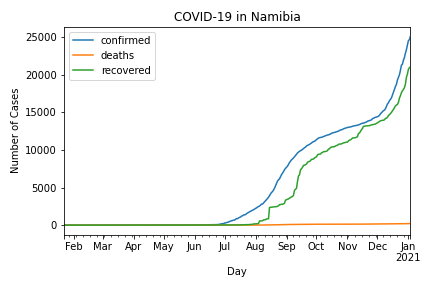 COVID-19 in Namibia
confirmed
deaths
recovered
Number of Cases
25000
20000
15000
10000
5000
0
Feb Mar Apr May Jun Jul Aug Sep Oct Nov Dec Jan
2021
Day